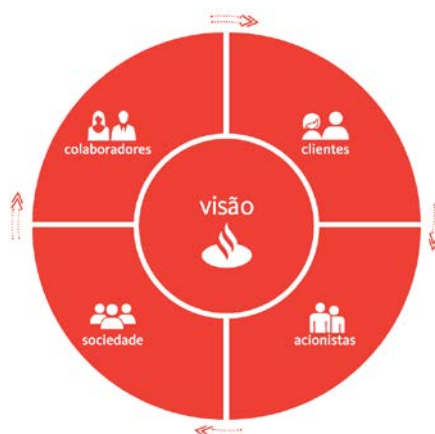 colaboradores
clientes
visão
sociedade
acionistas